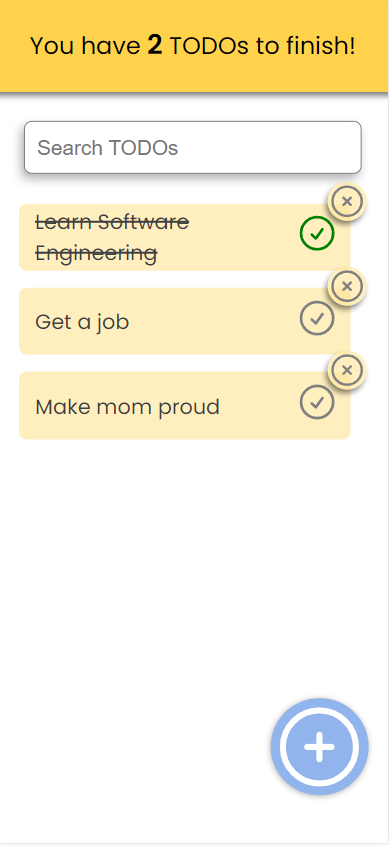 You have 2 TODOs to finish!
Search TODOs
Learn Software
Engineering
Get a job
Make mom proud